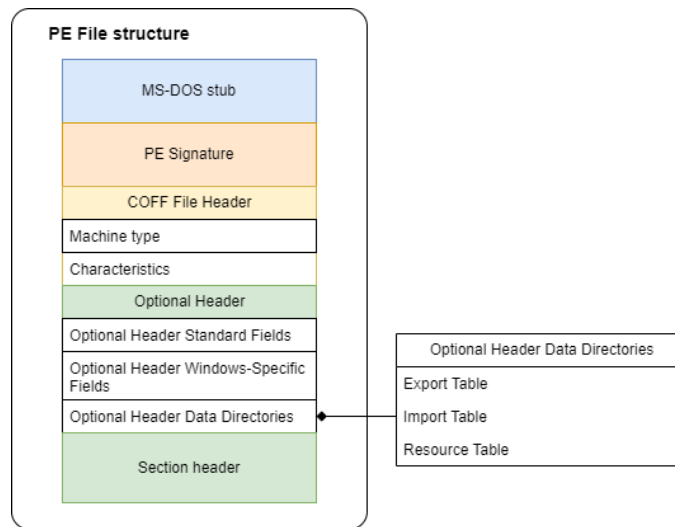 PE File structure
MS-DOS stub
PE Signature
COFF File Header
Machine type
Characteristics
Optional Header
Optional Header Standard Fields
Optional Header Windows-Specific
Fields
Optional Header Data Directories
Section header
Optional Header Data Directories
Export Table
Import Table
Resource Table